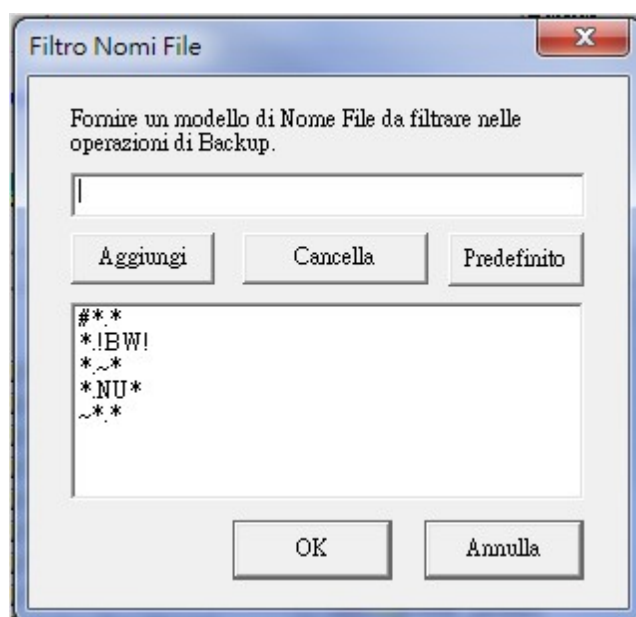 Filtro Nomi File
Fornire un modello di Nome File da filtrare nelle
operazioni di Backup.
Aggiungi
Cancella
Predefinito
#*.*
*.!BW!
*.~*
*.NU*
~*.*
OK
Annulla